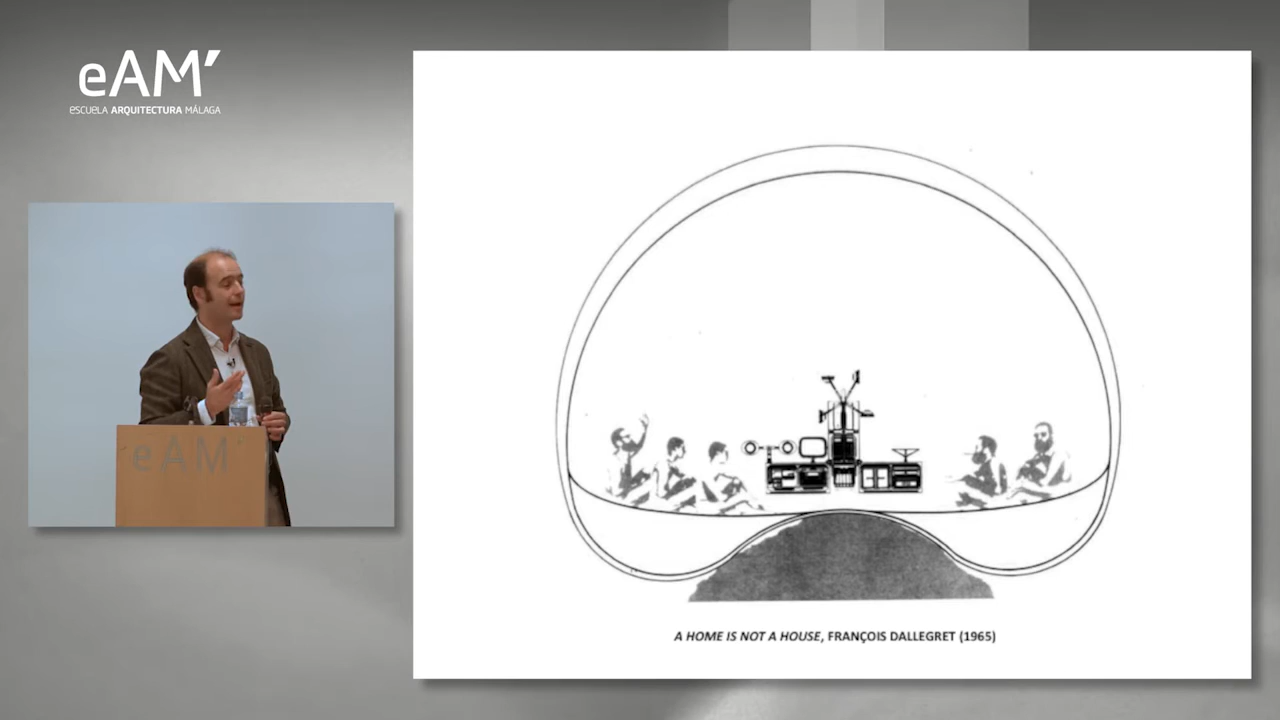 eAM'
ESCUELA ARQUITECTURA MÁLAGA
eAM'
A HOME IS NOT A HOUSE, FRANÇOIS DALLEGRET (1965)